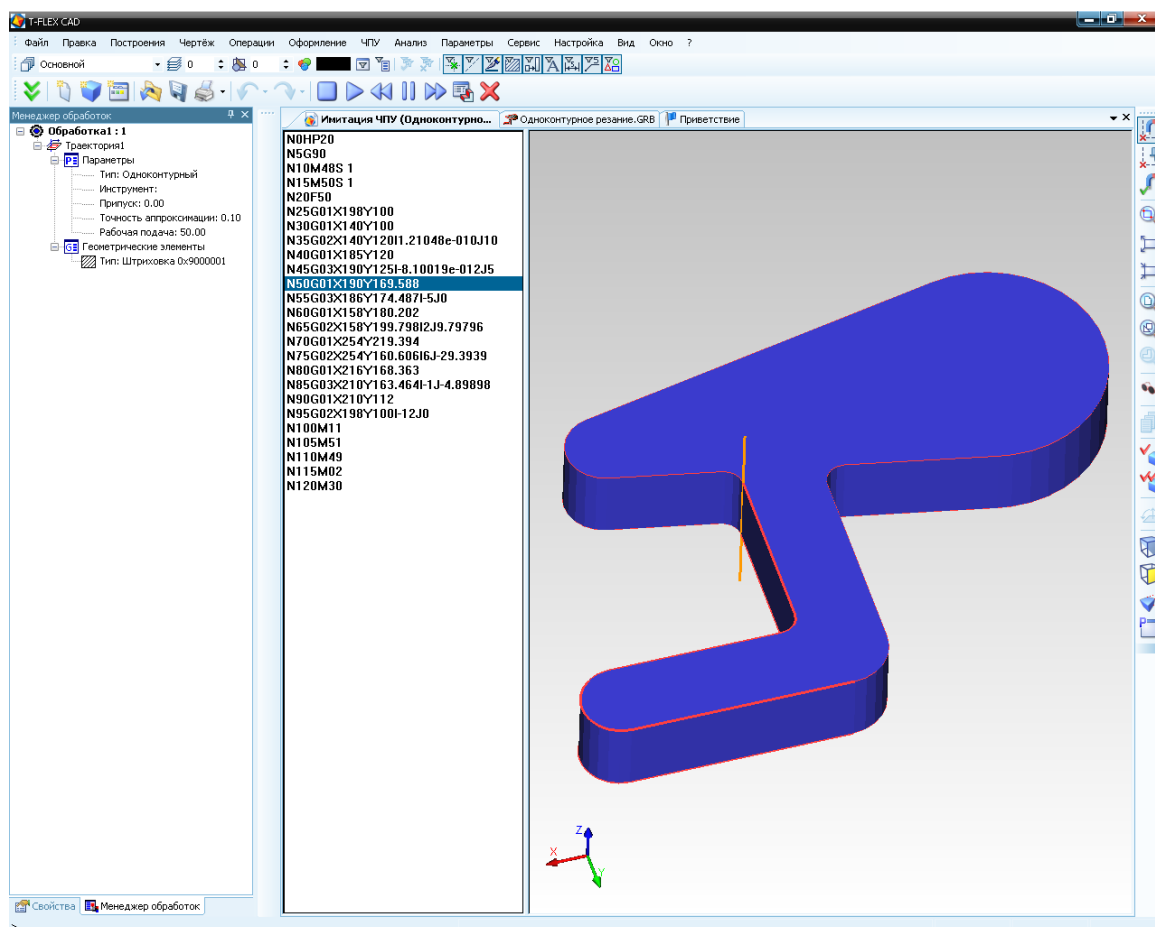 T-FLEX CAD
Файл Правка Построения Чертёж Операции Оформление ЧПУ Анализ Параметры Сервис Настройка Вид Окно ?
Основной 0 0
Менеджер обработок
Имитация ЧПУ (Одноконтурно... Одноконтурное резание.GRB Приветствие
Обработка1 : 1
Траектория1
PE Параметры
Тип: Одноконтурный
Инструмент:
Припуск: 0.00
Точность аппроксимации: 0.10
Рабочая подача: 50.00
GE Геометрические элементы
Тип: Штриховка 0x9000001
N0HP20
N5G90
N10M48S 1
N15M50S 1
N20F50
N25G01X198Y100
N30G01X140Y100
N35G02X140Y120I1.21048e-010J10
N40G01X185Y120
N45G03X190Y125I-8.10019e-012J5
N50G01X190Y169.588
N55G03X186Y174.487I-5J0
N60G01X158Y180.202
N65G02X158Y199.798I2J9.79796
N70G01X254Y219.394
N75G02X254Y160.606I6J-29.3939
N80G01X216Y168.363
N85G03X210Y163.464I-1J-4.89898
N90G01X210Y112
N95G02X198Y100I-12J0
N100M11
N105M51
N110M49
N115M02
N120M30
Z
X
Y
Свойства Менеджер обработок